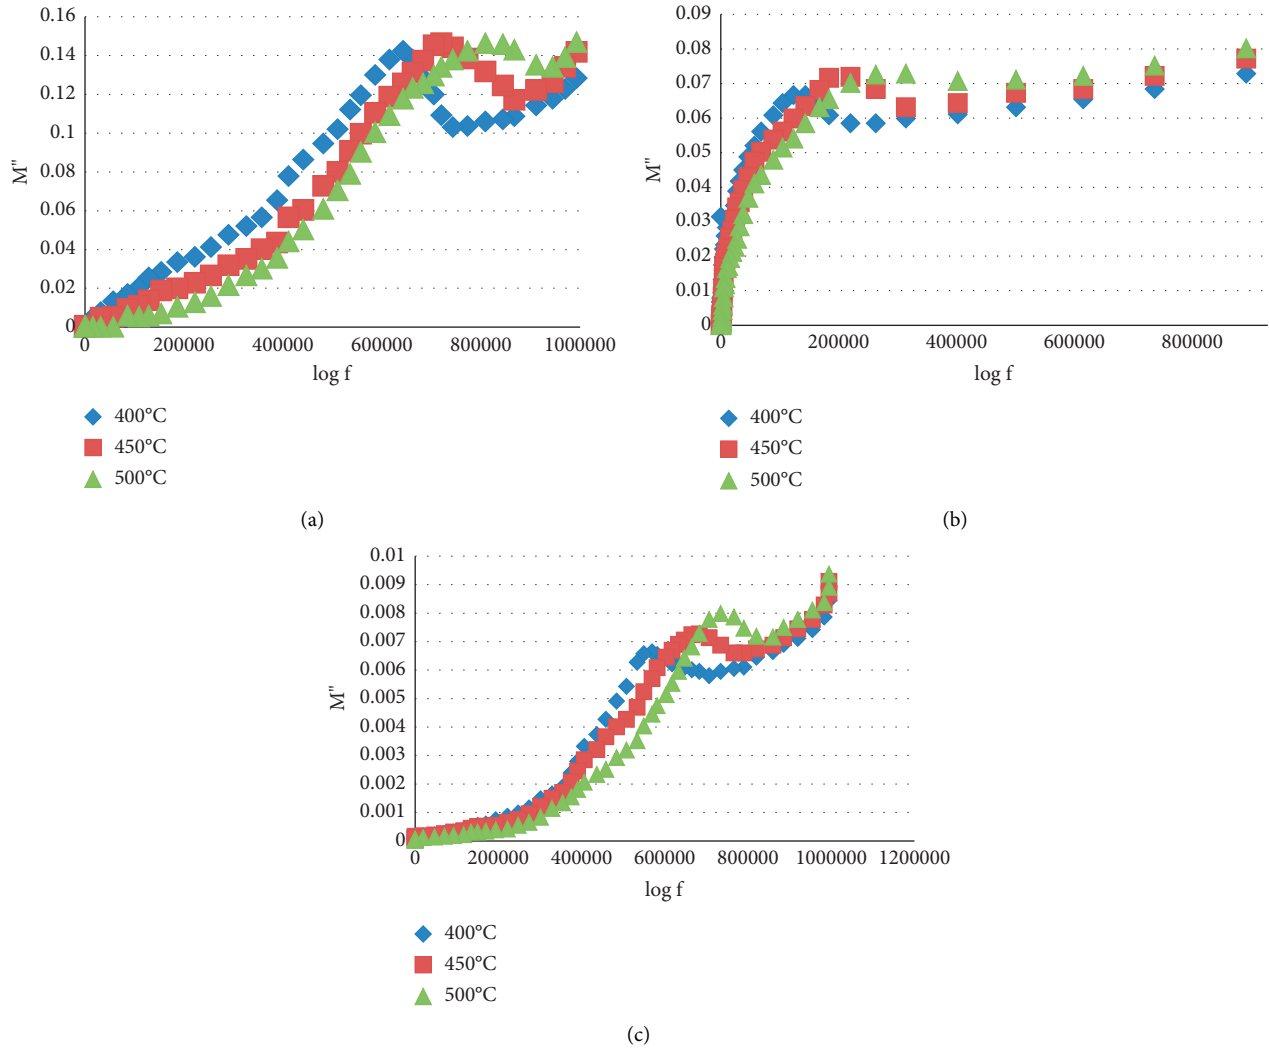 0.16
0.14
0.12
0.1
0.08
0.06
0.04
0.02
0
M"
0 200000 400000 600000 800000 1000000
log f
400°C
450°C
500°C
(a)
0.09
0.08
0.07
0.06
0.05
0.04
0.03
0.02
0.01
0
M"
0 200000 400000 600000 800000
log f
400°C
450°C
500°C
(b)
0.01
0.009
0.008
0.007
0.006
0.005
0.004
0.003
0.002
0.001
0
M"
0 200000 400000 600000 800000 1000000 1200000
log f
400°C
450°C
500°C
(c)